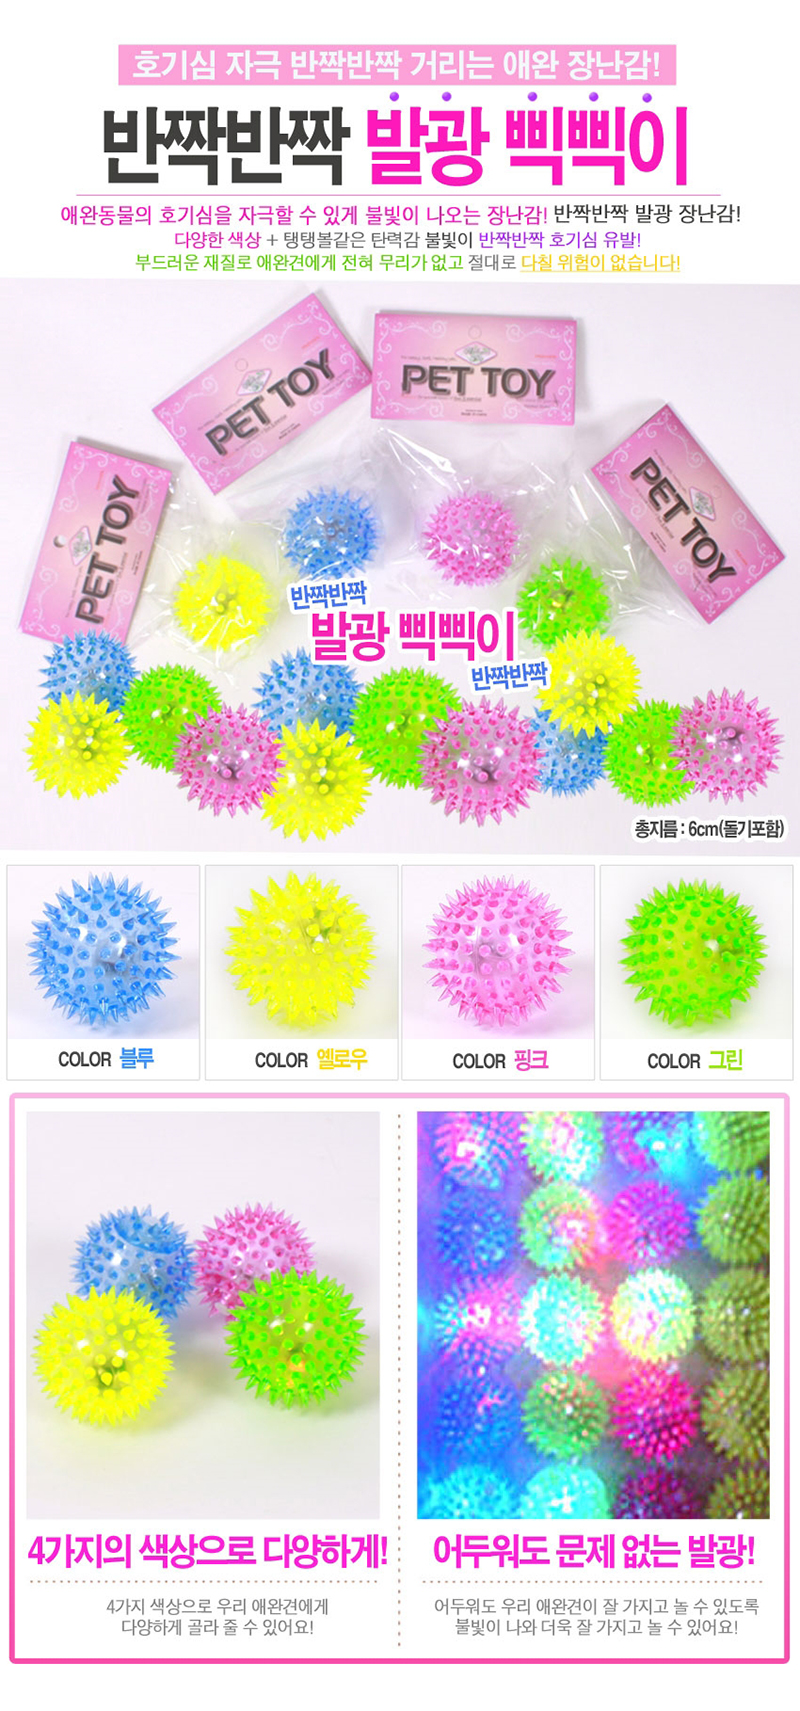 호기심 자극 반짝반짝 거리는 애완 장난감!
반짝반짝 발광 삑삑이
애완동물의 호기심을 자극할 수 있게 불빛이 나오는 장난감! 반짝반짝 발광 장난감!
다양한 색상 + 탱탱볼같은 탄력감 불빛이 반짝반짝 호기심 유발!
부드러운 재질로 애완견에게 전혀 무리가 없고 절대로 다칠 위험이 없습니다!
PET TOY
PET TOY
PET TOY
PET TOY
반짝반짝
발광 삑삑이
반짝반짝
총지름 : 6cm(돌기포함)
COLOR 블루
COLOR 옐로우
COLOR 핑크
COLOR 그린
4가지의 색상으로 다양하게!
4가지 색상으로 우리 애완견에게
다양하게 골라 줄 수 있어요!
어두워도 문제 없는 발광!
어두워도 우리 애완견이 잘 가지고 놀 수 있도록
불빛이 나와 더욱 잘 가지고 놀 수 있어요!